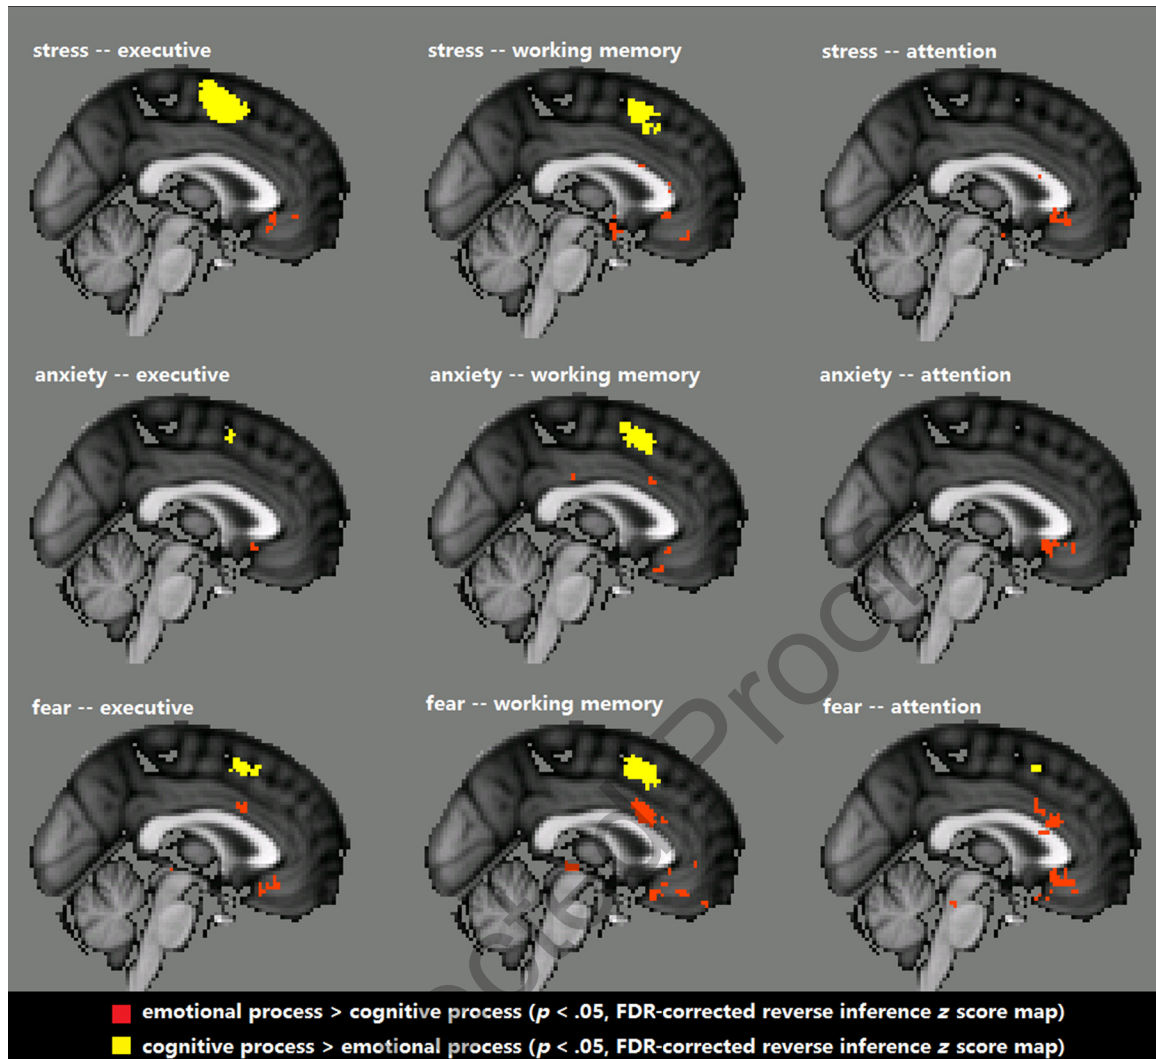 stress -- executive
stress -- working memory
stress -- attention
anxiety -- executive
anxiety -- working memory
anxiety -- attention
fear -- executive
fear -- working memory
fear -- attention
emotional process > cognitive process (p < .05, FDR-corrected reverse inference z score map)
cognitive process > emotional process (p < .05, FDR-corrected reverse inference z score map)